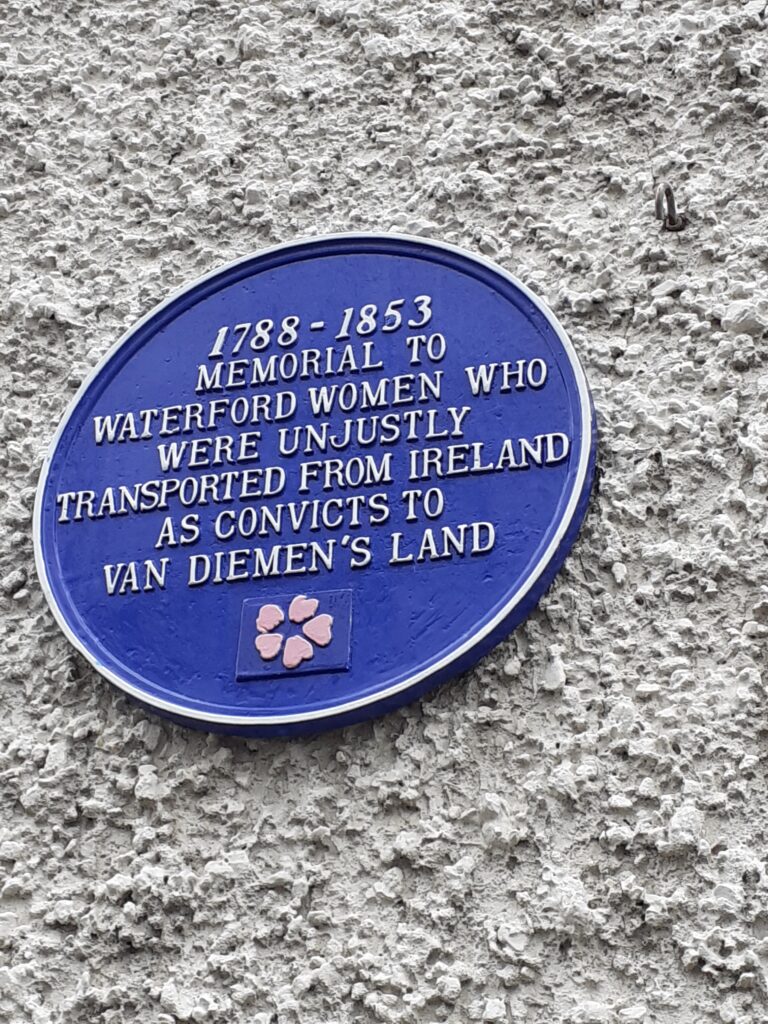 1788 - 1853
MEMORIAL TO
WATERFORD WOMEN WHO
WERE UNJUSTLY
TRANSPORTED FROM IRELAND
AS CONVICTS TO
VAN DIEMEN'S LAND